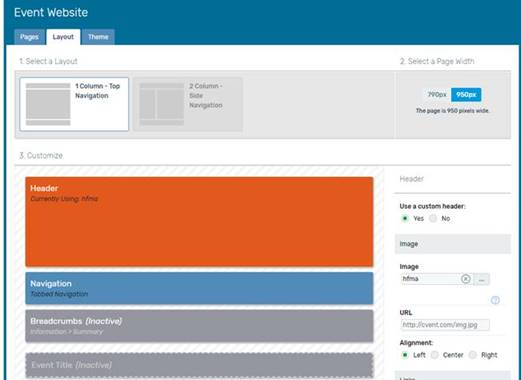 Event Website
Pages Layout Theme
1. Select a Layout
2. Select a Page Width
1 Column - Top
Navigation
2 Column -
Side
Navigation
790px 950px
The page is 950 pixels wide.
3. Customize
Header
Currently Using: hfma
Navigation
Tabbed Navigation
Breadcrumbs (Inactive)
Information > Summary
Event Title (Inactive)
Header
Use a custom header:
Yes No
Image
Image
hfma ...
URL
http://cvent.com/img.jpg
Alignment:
Left Center Right